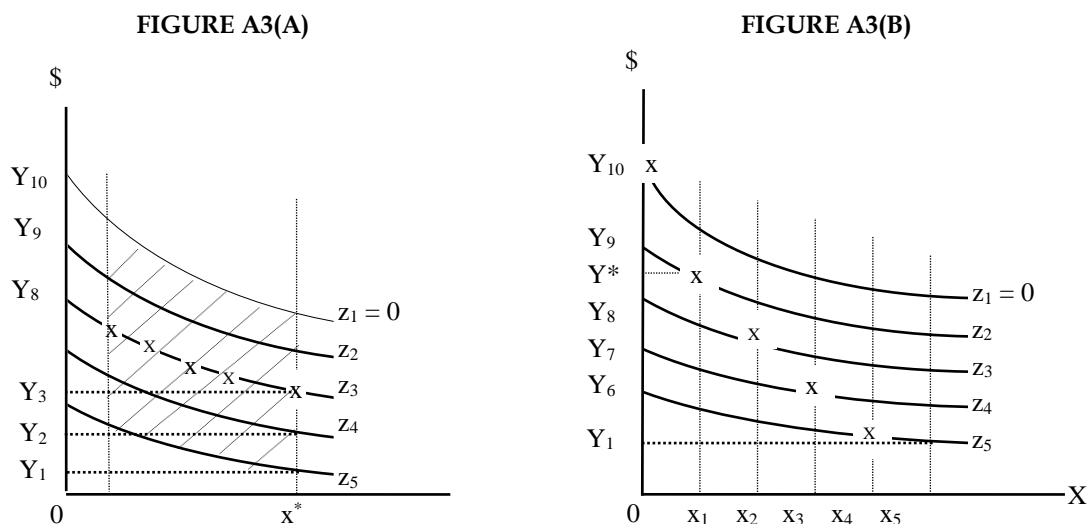 FIGURE A3(A)
$
Y10
Y9
Y8
Y3
Y2
Y1
0
x*
z1 = 0
z2
z3
z4
z5
x
x
x
x
x
FIGURE A3(B)
$
Y10
Y9
Y*
Y8
Y7
Y6
Y1
0
x1 x2 x3 x4 x5
X
z1 = 0
z2
z3
z4
z5
x
x
x
x
x